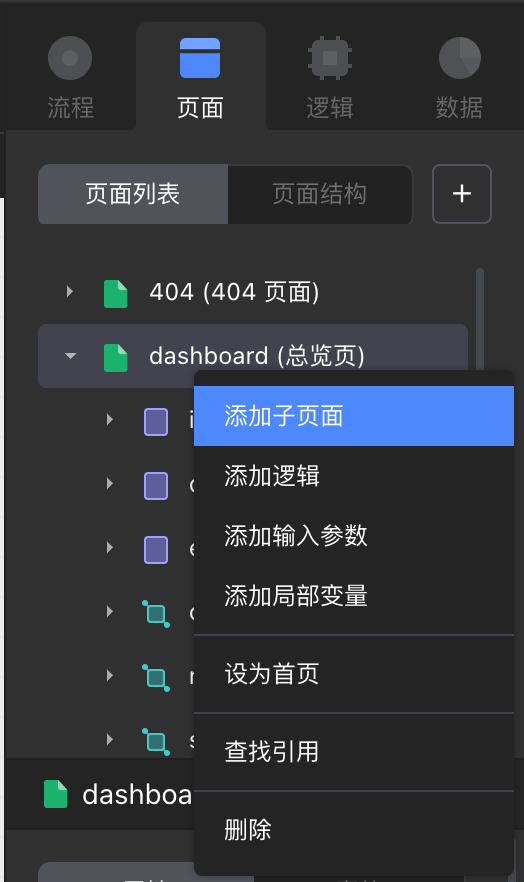 流程 页面 逻辑 数据
页面列表 页面结构 +
404 (404 页面)
dashboard (总览页)
添加子页面
添加逻辑
添加输入参数
添加局部变量
设为首页
查找引用
dashboa
删除